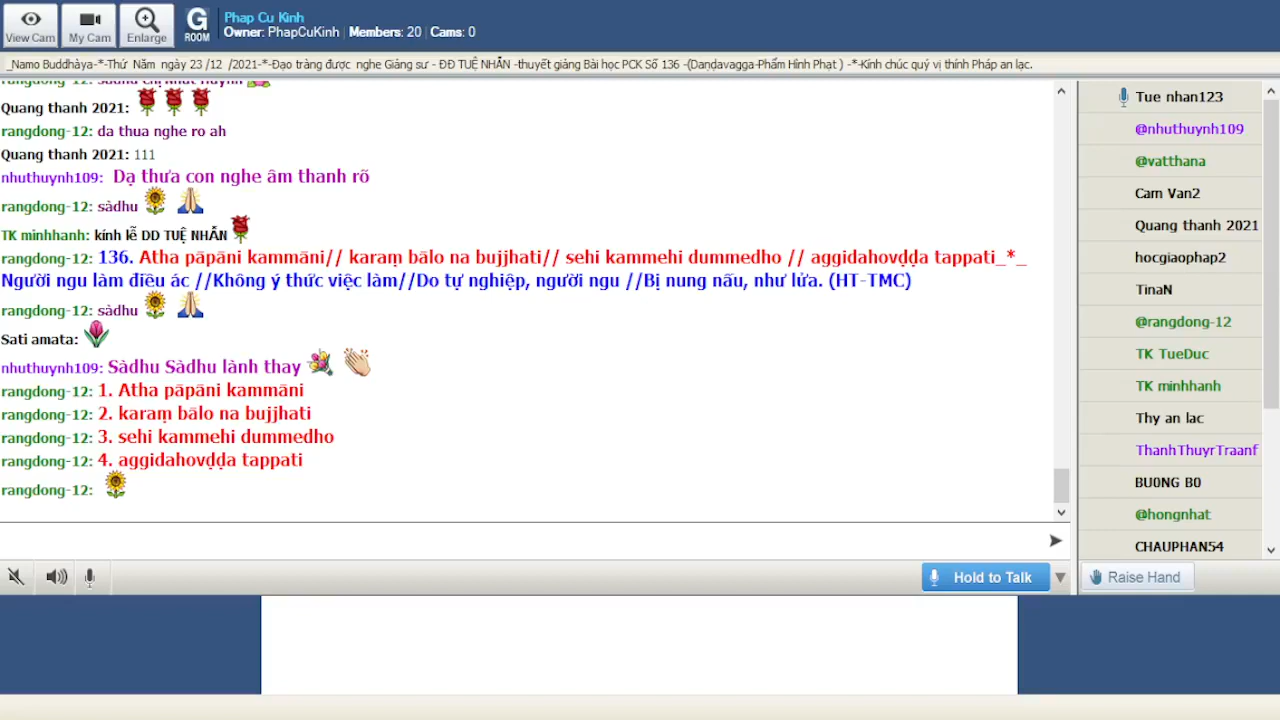 View Cam
My Cam
Enlarge
G
ROOM
Phap Cu Kinh
Owner: PhapCuKinh | Members: 20 | Cams: 0
_Namo Buddhàya-*-Thứ Năm ngày 23 /12 /2021-*-Đạo tràng được nghe Giảng sư - ĐĐ TUỆ NHẪN -thuyết giảng Bài học PCK Số 136 -(Daṇḍavagga-Phẩm Hình Phạt ) -*-Kính chúc quý vị thính Pháp an lạc.
Quang thanh 2021:
rangdong-12: da thua nghe ro ah
Quang thanh 2021: 111
nhuthuynh109: Dạ thưa con nghe âm thanh rõ
rangdong-12: sàdhu
TK minhhanh: kính lễ DD TUỆ NHẪN
rangdong-12: 136. Atha pāpāni kammāni// karaṃ bālo na bujjhati// sehi kammehi dummedho // aggidahovḍḍa tappati_*_
Người ngu làm điều ác //Không ý thức việc làm//Do tự nghiệp, người ngu //Bị nung nấu, như lửa. (HT-TMC)
rangdong-12: sàdhu
Sati amata:
nhuthuynh109: Sàdhu Sàdhu lành thay
rangdong-12: 1. Atha pāpāni kammāni
rangdong-12: 2. karaṃ bālo na bujjhati
rangdong-12: 3. sehi kammehi dummedho
rangdong-12: 4. aggidahovḍḍa tappati
rangdong-12:
Tue nhan123
@nhuthuynh109
@vatthana
Cam Van2
Quang thanh 2021
hocgiaophap2
TinaN
@rangdong-12
TK TueDuc
TK minhhanh
Thy an lac
ThanhThuyrTraanf
BU0NG B0
@hongnhat
CHAUPHAN54
Hold to Talk
Raise Hand